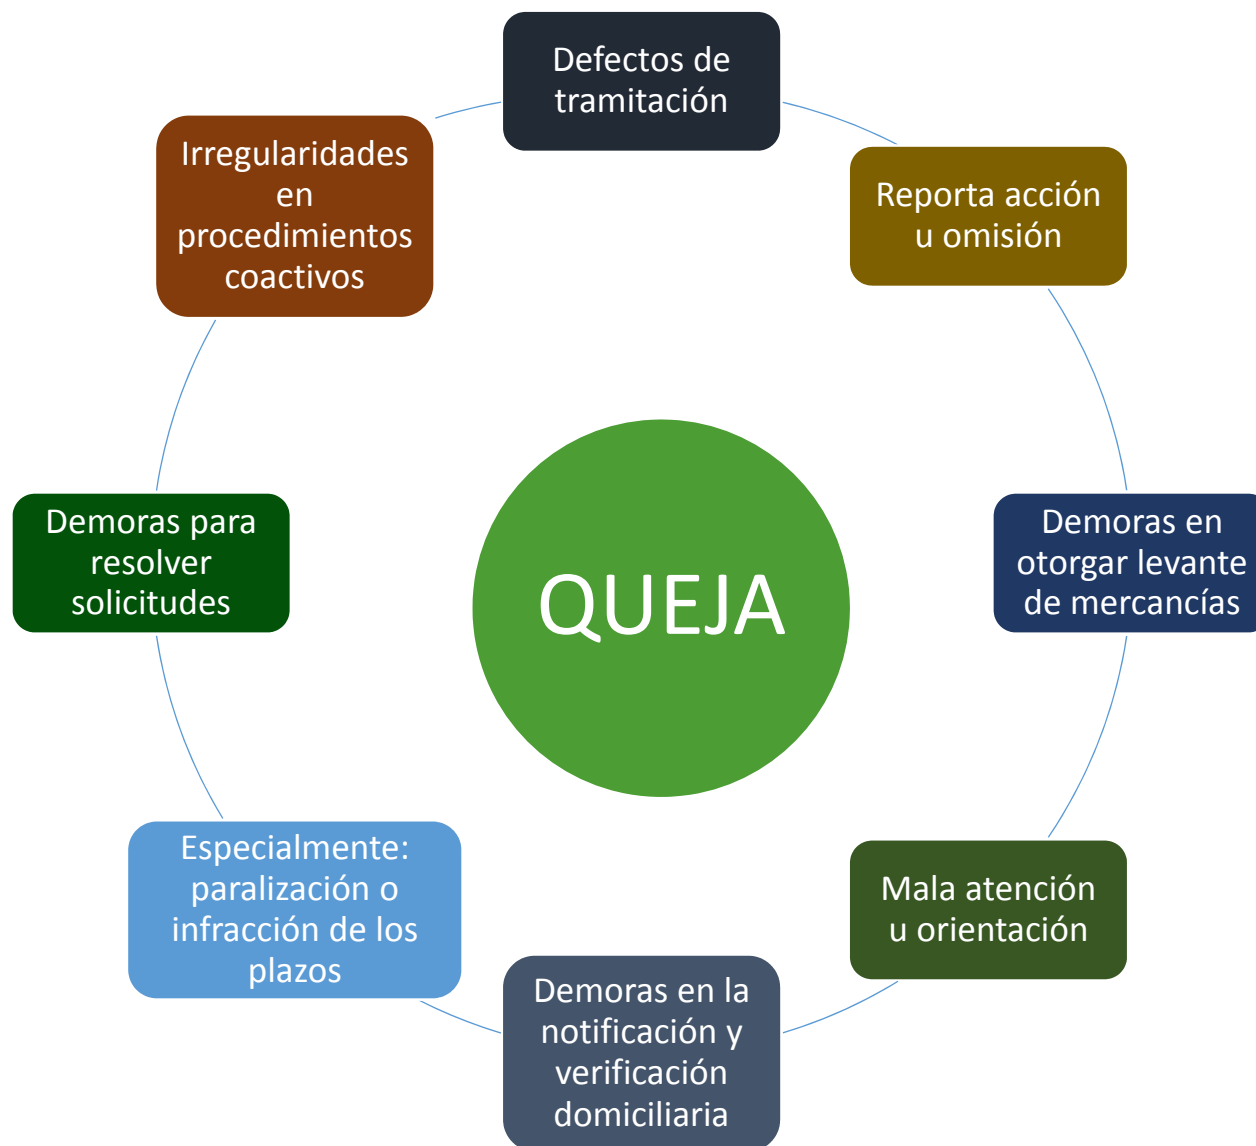 Defectos de
tramitación
Reporta acción
u omisión
Demoras en
otorgar levante
de mercancías
Mala atención
u orientación
Demoras en la
notificación y
verificación
domiciliaria
Especialmente:
paralización o
infracción de los
plazos
Demoras para
resolver
solicitudes
Irregularidades
en
procedimientos
coactivos
QUEJA